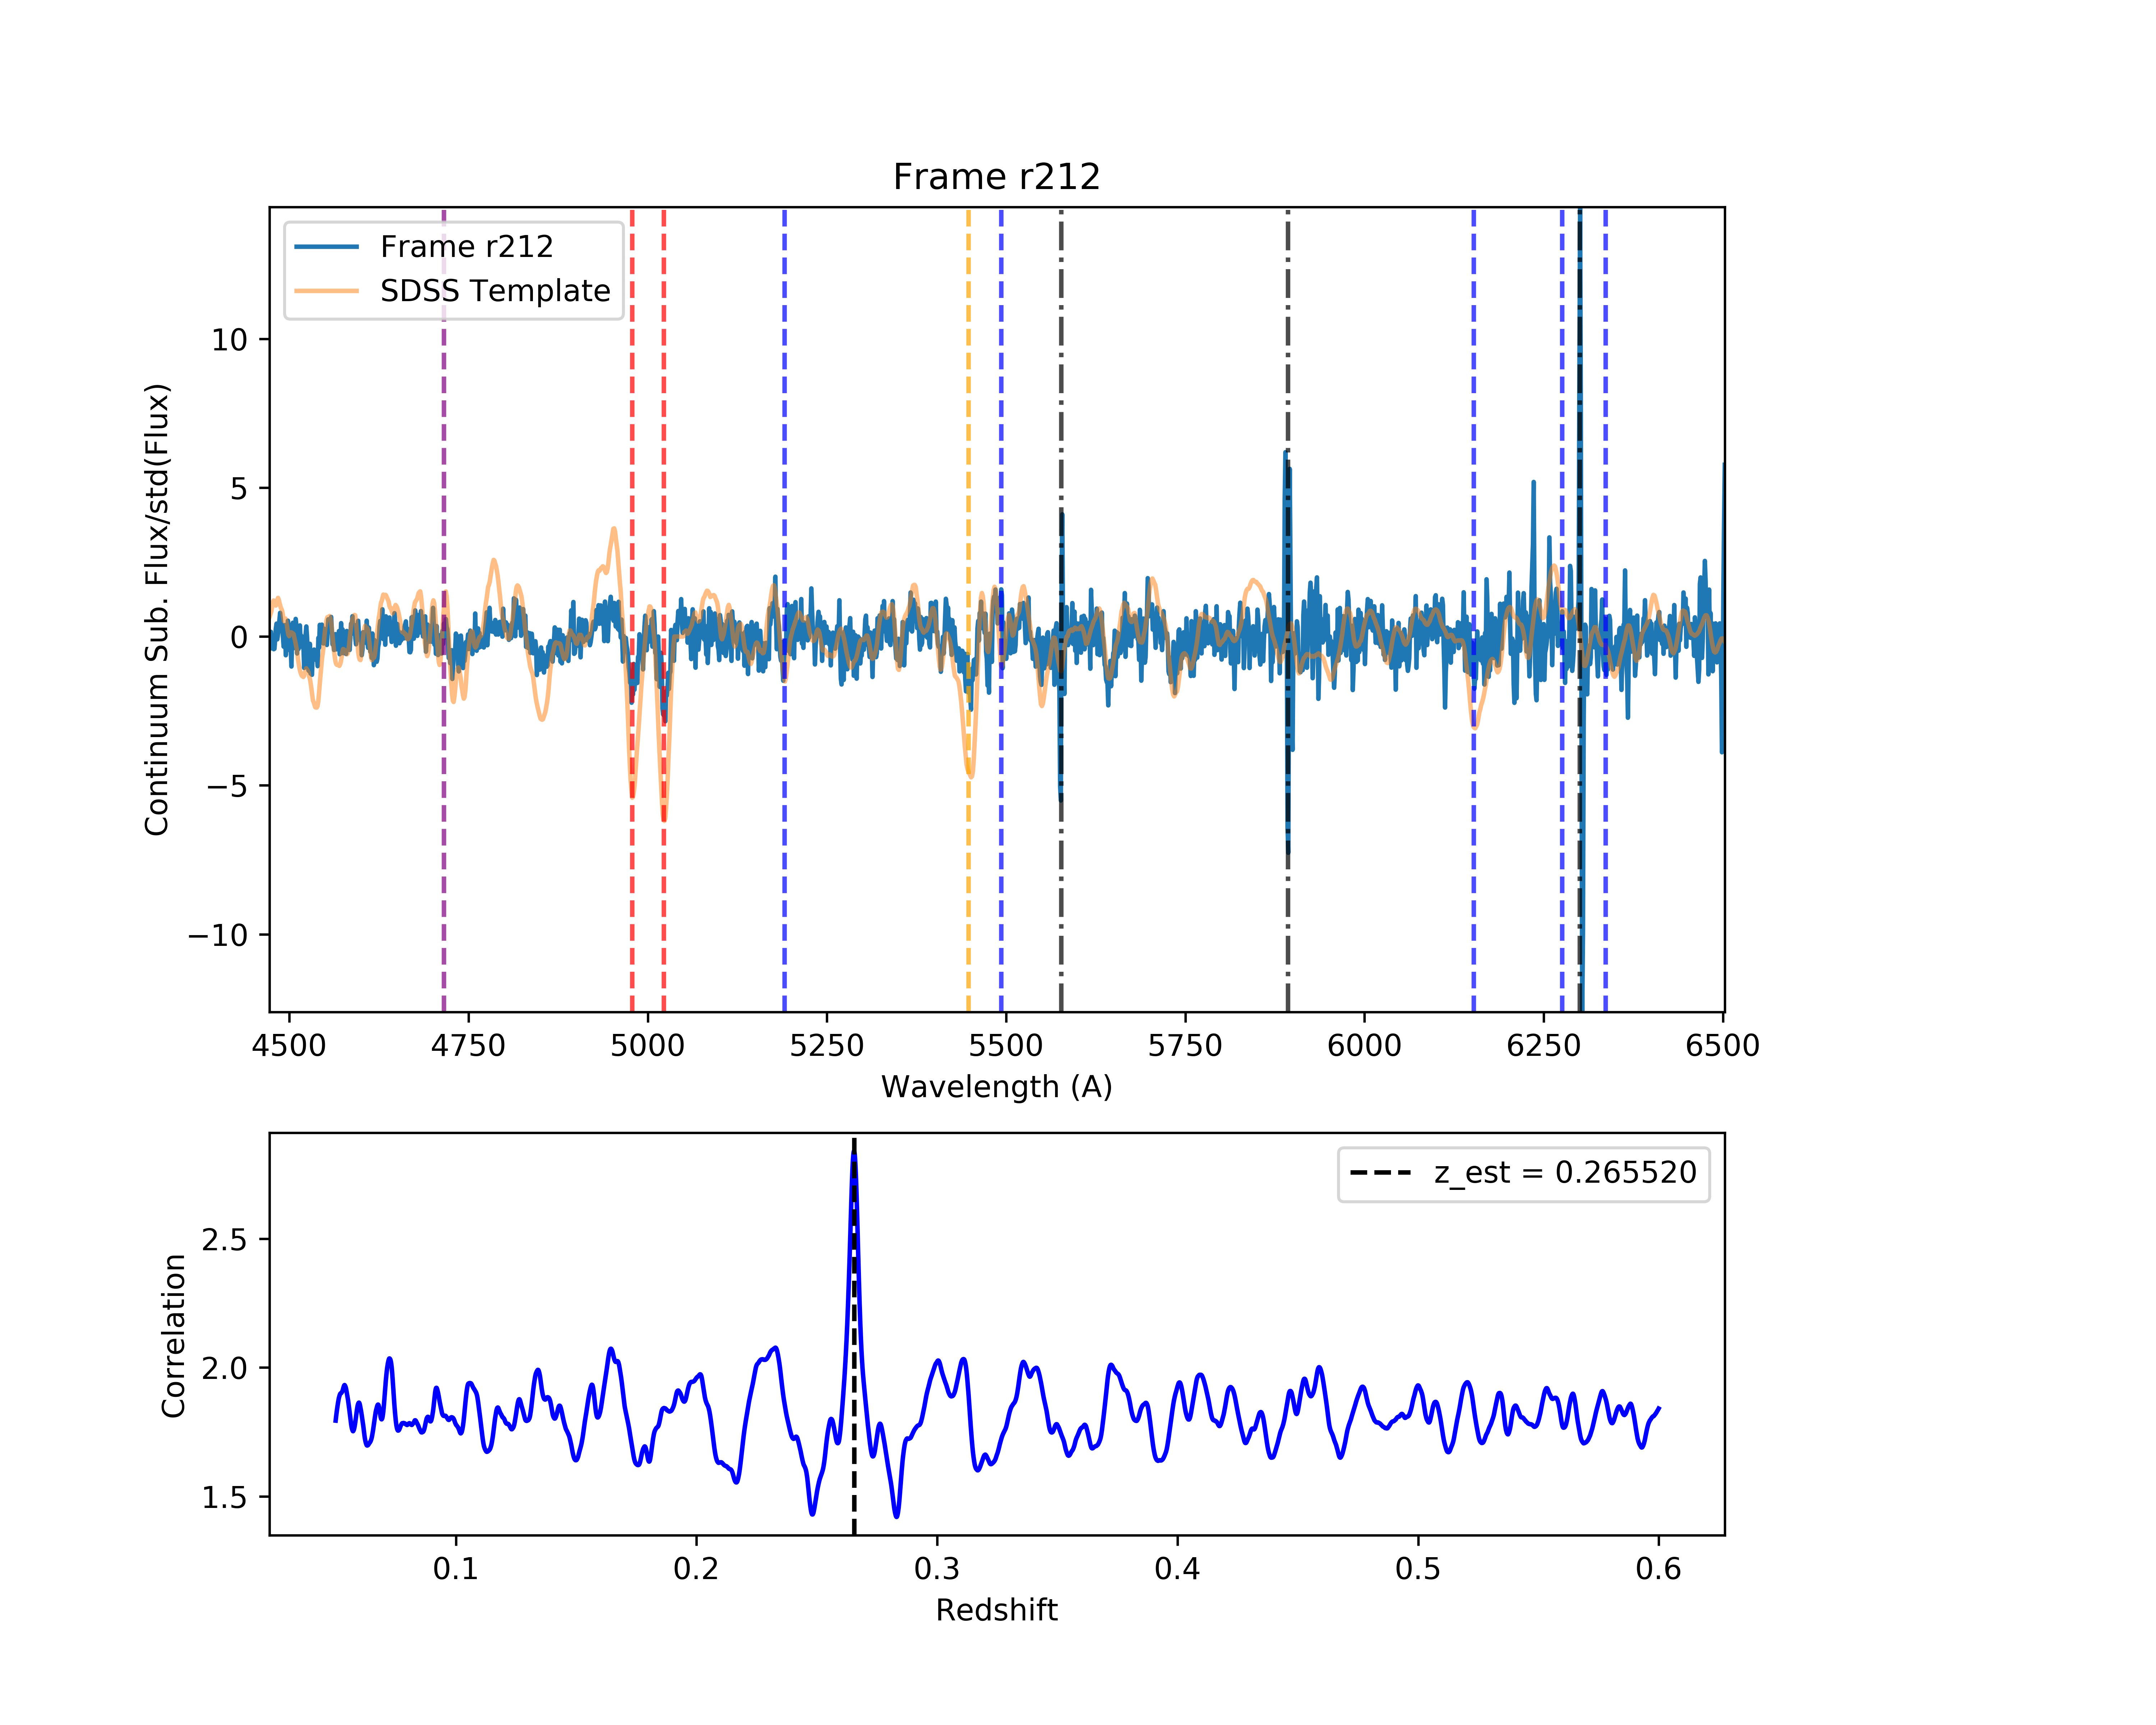 Frame r212
Frame r212
SDSS Template
Continuum Sub. Flux/std(Flux)
10
5
0
−5
−10
4500 4750 5000 5250 5500 5750 6000 6250 6500
Wavelength (A)
z_est = 0.265520
Correlation
2.5
2.0
1.5
0.1 0.2 0.3 0.4 0.5 0.6
Redshift